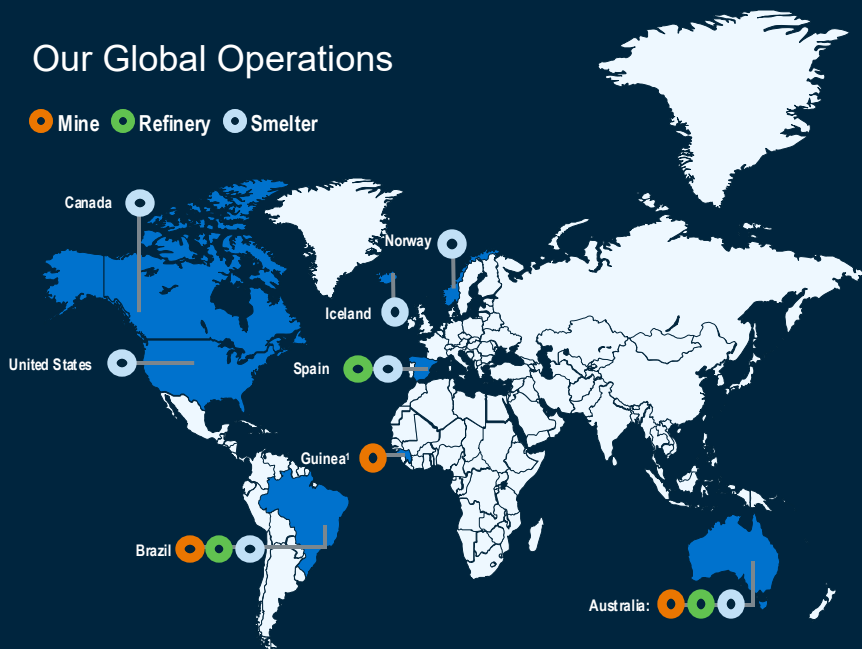 Our Global Operations
Mine Refinery Smelter
Canada
Norway
Iceland
United States
Spain
Guinea¹
Brazil
Australia: